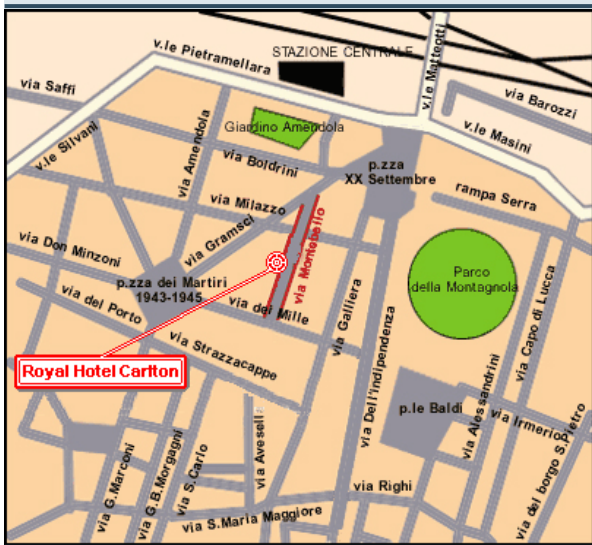 STAZIONE CENTRALE
v.le Pietramellara
v.le Matteotti
via Saffi
via Barozzi
v.le Masini
Giardino Amendola
v.le Silvani
via Amendola
via Boldrini
p.zza
XX Settembre
rampa Serra
via Milazzo
via Gramsci
via Montebello
via Don Minzoni
p.zza dei Martiri
1943-1945
Parco
della Montagnola
via Capo di Lucca
via del Porto
via dei Mille
via Galliera
via Dell'indipendenza
via Strazzacappe
Royal Hotel Carlton
p.le Baldi
via Alessandrini
via Irmerio
via del borgo S.Pietro
via G.Marconi
via G.B.Morgagni
via S.Carlo
via Avesell
via Righi
via S.Maria Maggiore